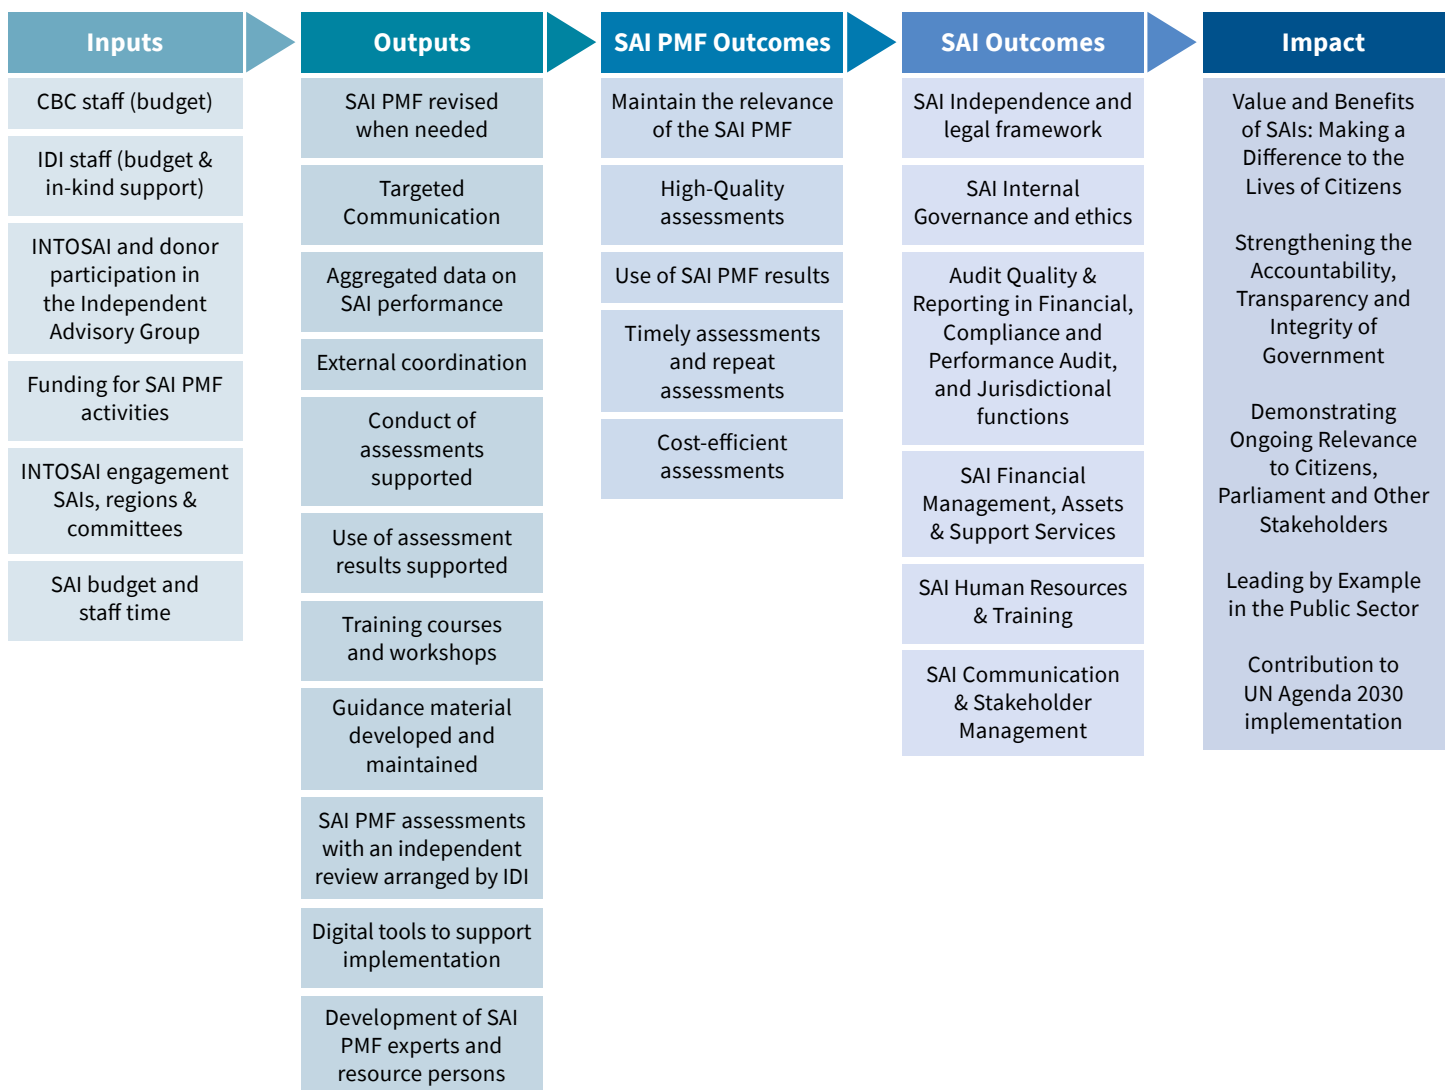 Inputs
CBC staff (budget)
IDI staff (budget &
in-kind support)
INTOSAI and donor
participation in
the Independent
Advisory Group
Funding for SAI PMF
activities
INTOSAI engagement
SAIs, regions &
committees
SAI budget and
staff time
Outputs
SAI PMF revised
when needed
Targeted
Communication
Aggregated data on
SAI performance
External coordination
Conduct of
assessments
supported
Use of assessment
results supported
Training courses
and workshops
Guidance material
developed and
maintained
SAI PMF assessments
with an independent
review arranged by IDI
Digital tools to support
implementation
Development of SAI
PMF experts and
resource persons
SAI PMF Outcomes
Maintain the relevance
of the SAI PMF
High-Quality
assessments
Use of SAI PMF results
Timely assessments
and repeat
assessments
Cost-efficient
assessments
SAI Outcomes
SAI Independence and
legal framework
SAI Internal
Governance and ethics
Audit Quality &
Reporting in Financial,
Compliance and
Performance Audit,
and Jurisdictional
functions
SAI Financial
Management, Assets
& Support Services
SAI Human Resources
& Training
SAI Communication
& Stakeholder
Management
Impact
Value and Benefits
of SAIs: Making a
Difference to the
Lives of Citizens
Strengthening the
Accountability,
Transparency and
Integrity of
Government
Demonstrating
Ongoing Relevance
to Citizens,
Parliament and Other
Stakeholders
Leading by Example
in the Public Sector
Contribution to
UN Agenda 2030
implementation